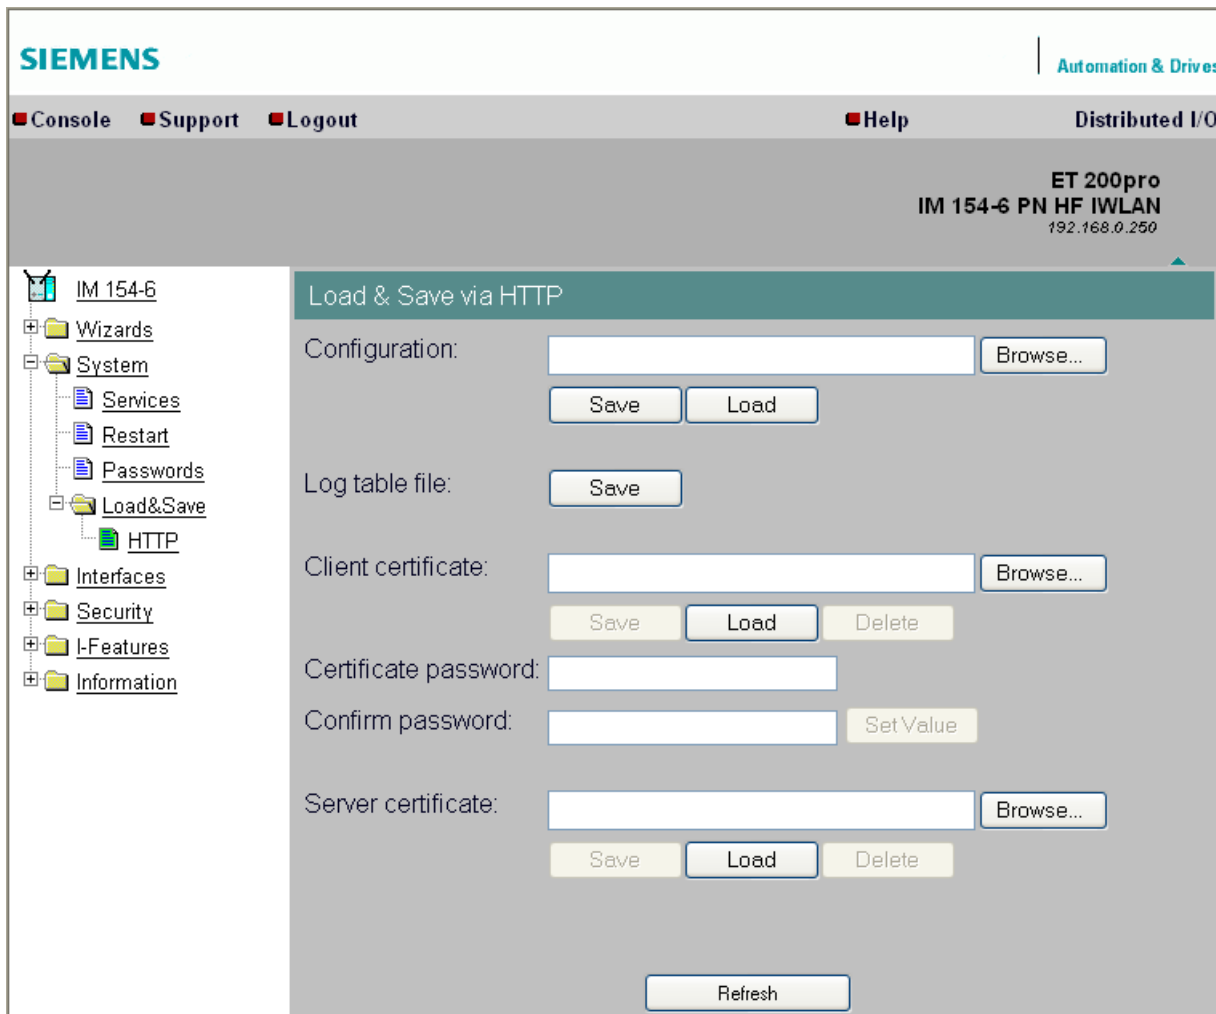 SIEMENS
Automation & Drives
Console Support Logout Help Distributed I/O
ET 200pro
IM 154-6 PN HF IWLAN
192.168.0.250
IM 154-6
Wizards
System
Services
Restart
Passwords
Load&Save
HTTP
Interfaces
Security
I-Features
Information
Load & Save via HTTP
Configuration: Browse...
Save Load
Log table file: Save
Client certificate: Browse...
Save Load Delete
Certificate password:
Confirm password: Set Value
Server certificate: Browse...
Save Load Delete
Refresh